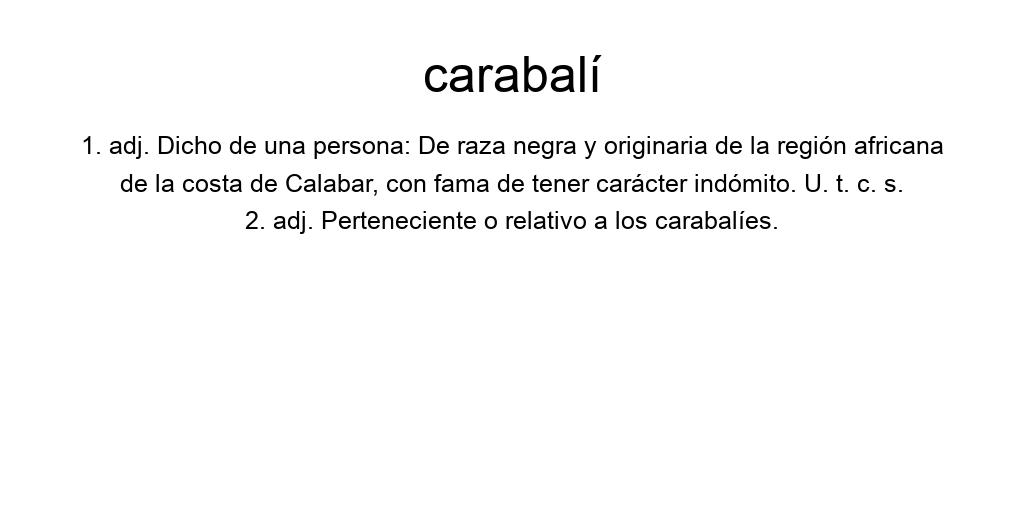 carabalí
1. adj. Dicho de una persona: De raza negra y originaria de la región africana
de la costa de Calabar, con fama de tener carácter indómito. U. t. c. s.
2. adj. Perteneciente o relativo a los carabalíes.